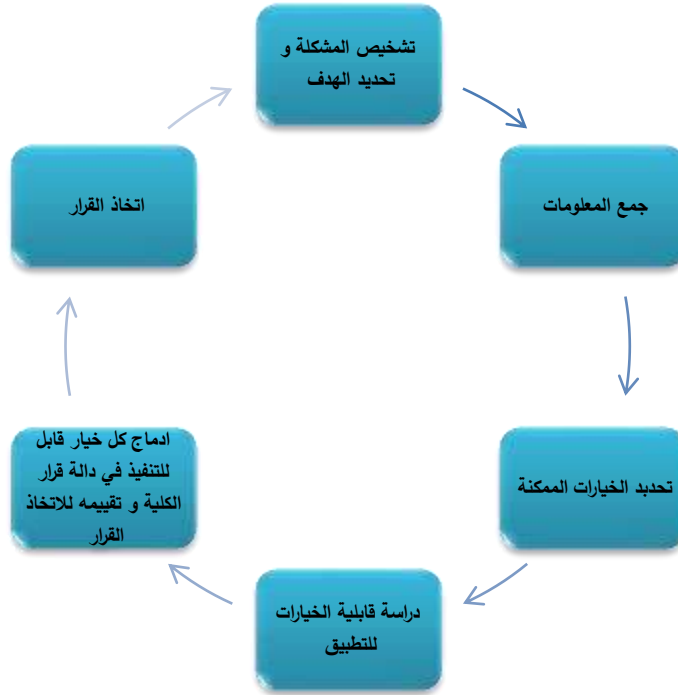 تشخيص المشكلة و
تحديد الهدف
جمع المعلومات
تحدبد الخيارات الممكنة
دراسة قابلية الخيارات
للتطبيق
ادماج كل خيار قابل
للتنفيذ في دالة قرار
الكلية و تقييمه للاتخاذ
القرار
اتخاذ القرار